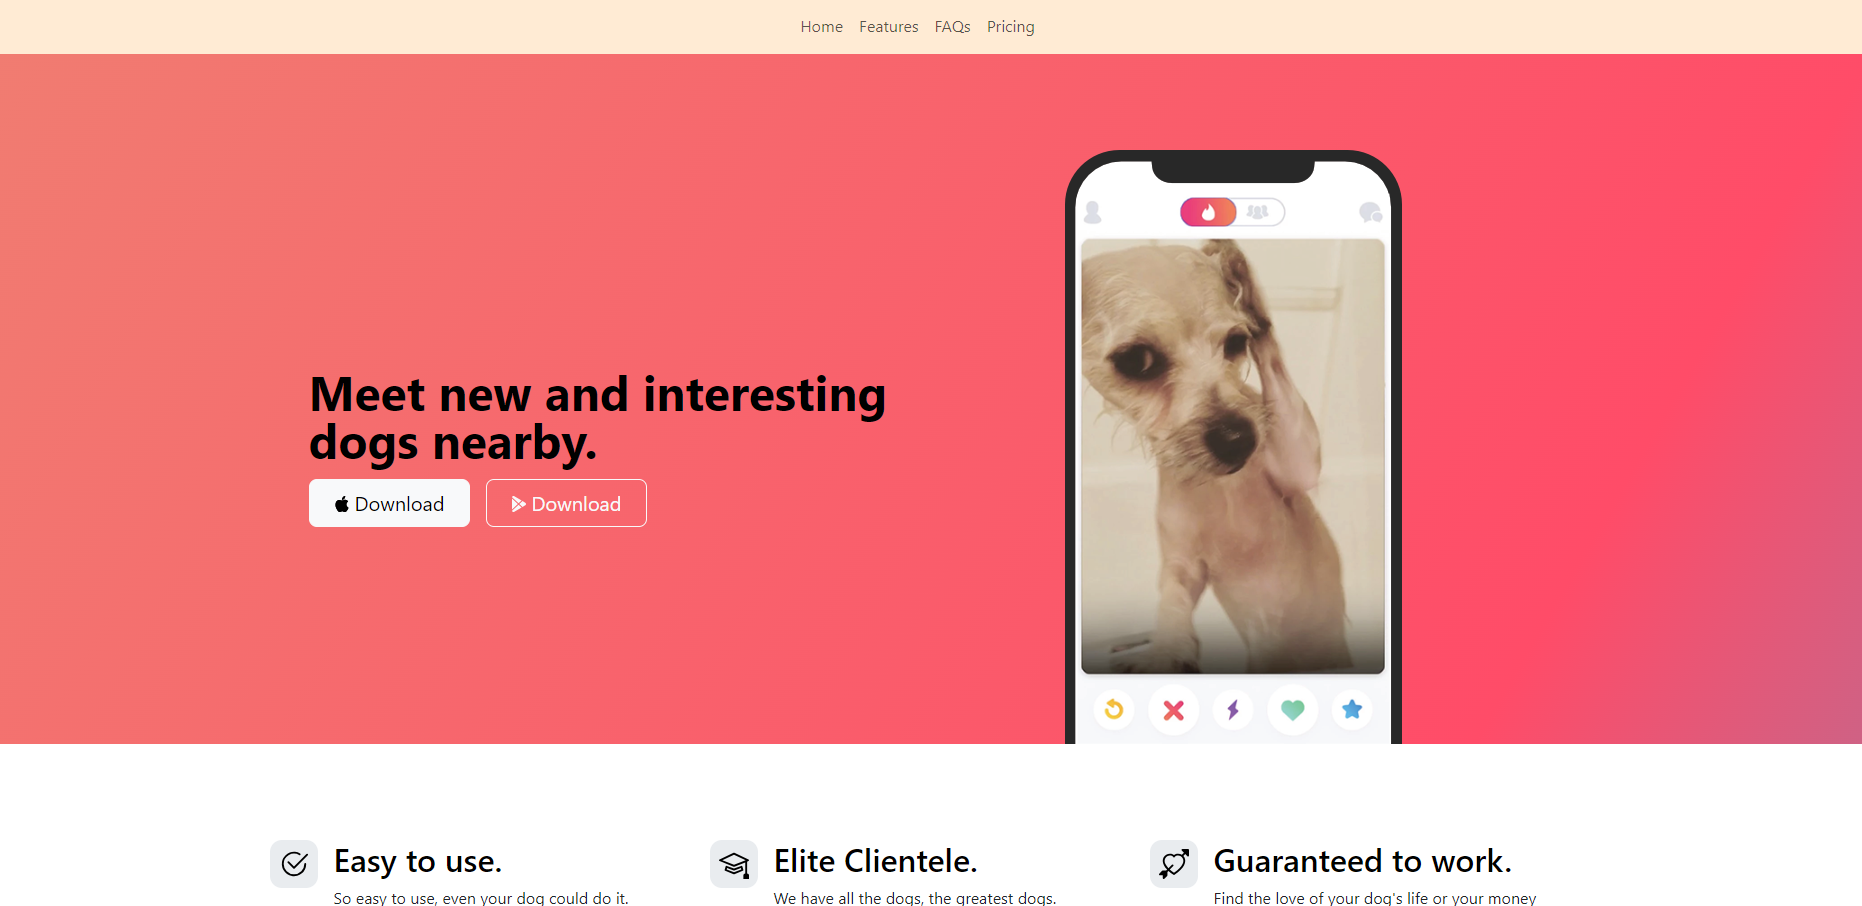 Home Features FAQs Pricing
Meet new and interesting
dogs nearby.
Download Download
Easy to use.
So easy to use, even your dog could do it.
Elite Clientele.
We have all the dogs, the greatest dogs.
Guaranteed to work.
Find the love of your dog's life or your money